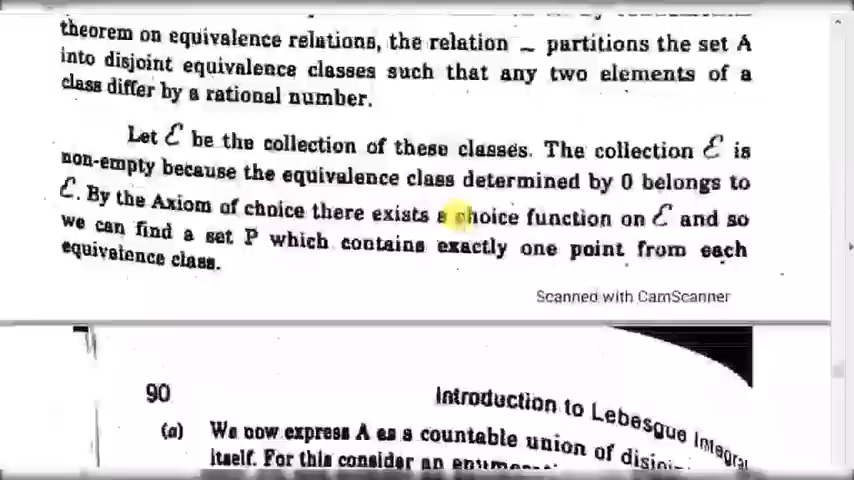 theorem on equivalence relations, the relation ~ partitions the set A
into disjoint equivalence classes such that any two elements of a
class differ by a rational number.
Let ℰ be the collection of these classes. The collection ℰ is
non-empty because the equivalence class determined by 0 belongs to
ℰ. By the Axiom of choice there exists a choice function on ℰ and so
we can find a set P which contains exactly one point from each
equivalence class.
Scanned with CamScanner
90
Introduction to Lebesgue Integral
(a) We now express A as a countable union of
itself. For this consider an